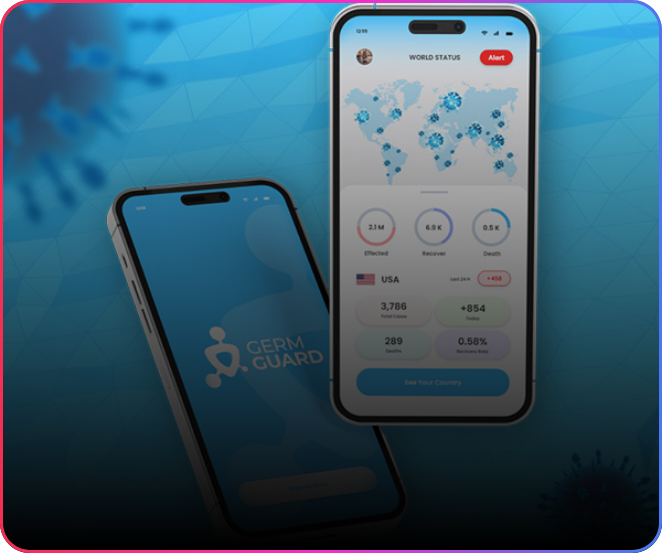 12:05
WORLD STATUS
Alert
2.1 M
6.9 K
0.5 K
Effected
Recover
Death
USA
Last 24 H
+458
3,786
Total Cases
+854
Today
289
Deaths
0.58%
Recovery Rate
See Your Country
GERM
GUARD